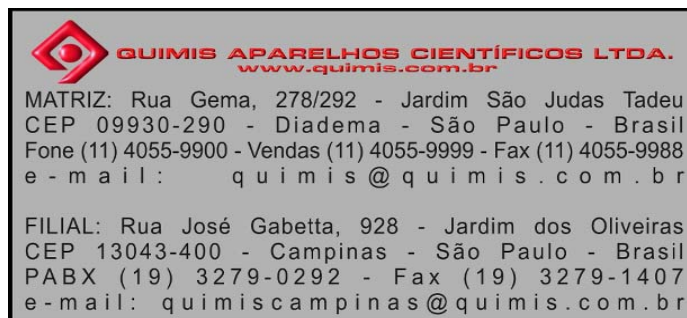 QUIMIS APARELHOS CIENTÍFICOS LTDA.
www.quimis.com.br
MATRIZ: Rua Gema, 278/292 - Jardim São Judas Tadeu
CEP 09930-290 - Diadema - São Paulo - Brasil
Fone (11) 4055-9900 - Vendas (11) 4055-9999 - Fax (11) 4055-9988
e-mail: quimis@quimis.com.br
FILIAL: Rua José Gabetta, 928 - Jardim dos Oliveiras
CEP 13043-400 - Campinas - São Paulo - Brasil
PABX (19) 3279-0292 - Fax (19) 3279-1407
e-mail: quimiscampinas@quimis.com.br